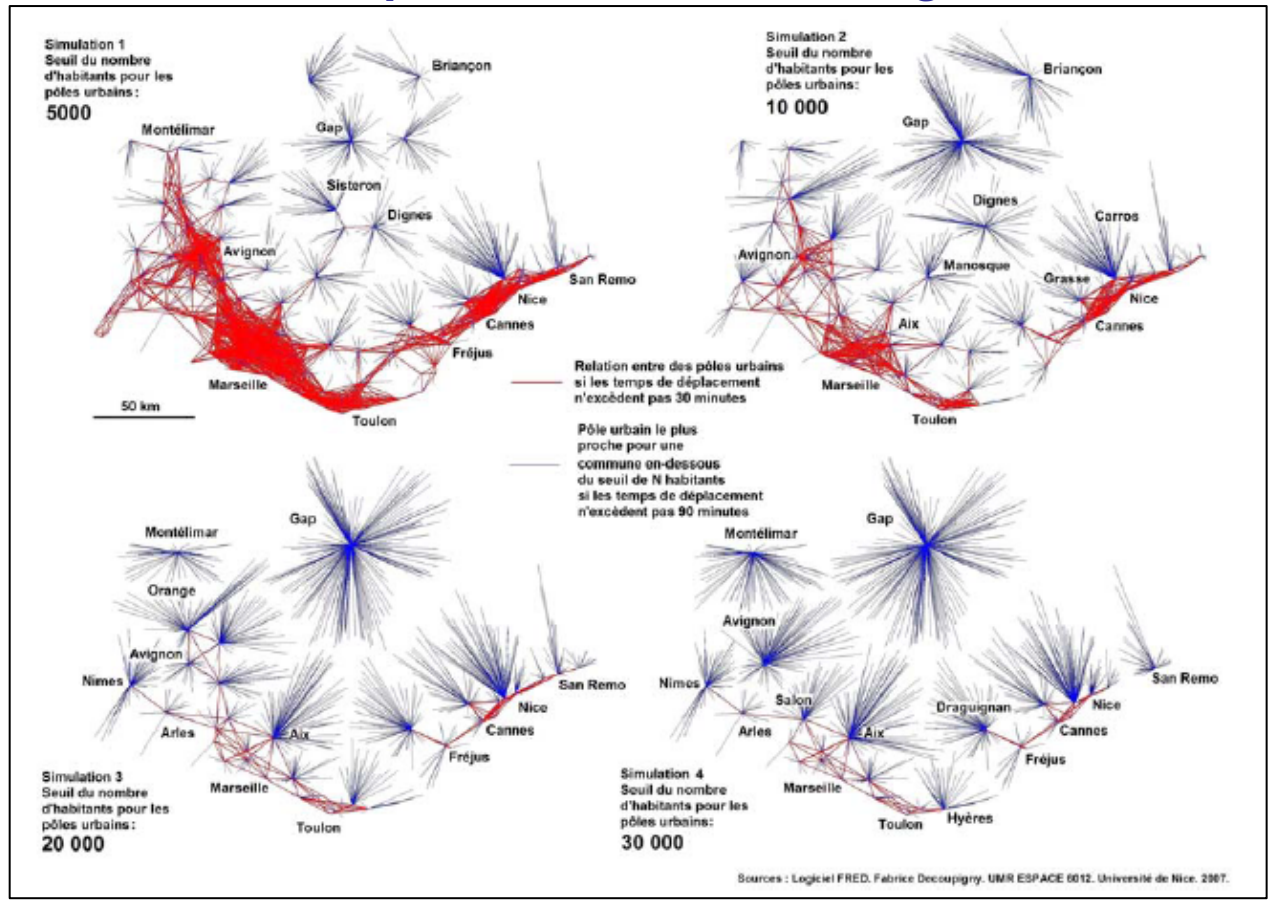 Simulation 1
Seuil du nombre
d'habitants pour les
pôles urbains:
5000
Montélimar
Briançon
Gap
Sisteron
Dignes
Avignon
San Remo
Nice
Cannes
Fréjus
Marseille
50 km
Toulon
Simulation 2
Seuil du nombre
d'habitants pour les
pôles urbains:
10 000
Briançon
Gap
Dignes
Carros
Avignon
Manosque
Grasse
Nice
Aix
Cannes
Marseille
Toulon
Relation entre des pôles urbains
si les temps de déplacement
n'excèdent pas 30 minutes
Pôle urbain le plus
proche pour une
commune en-dessous
du seuil de N habitants
si les temps de déplacement
n'excèdent pas 90 minutes
Gap
Montélimar
Orange
Avignon
Nimes
San Remo
Nice
Arles
Aix
Cannes
Fréjus
Simulation 3
Seuil du nombre
d'habitants pour les
pôles urbains:
20 000
Marseille
Toulon
Gap
Montélimar
Avignon
Nimes
San Remo
Salon
Draguignan
Nice
Arles
Aix
Cannes
Fréjus
Simulation 4
Seuil du nombre
d'habitants pour les
pôles urbains:
30 000
Marseille
Toulon
Hyères
Sources : Logiciel FRED. Fabrice Decoupigny. UMR ESPACE 6012. Université de Nice. 2007.